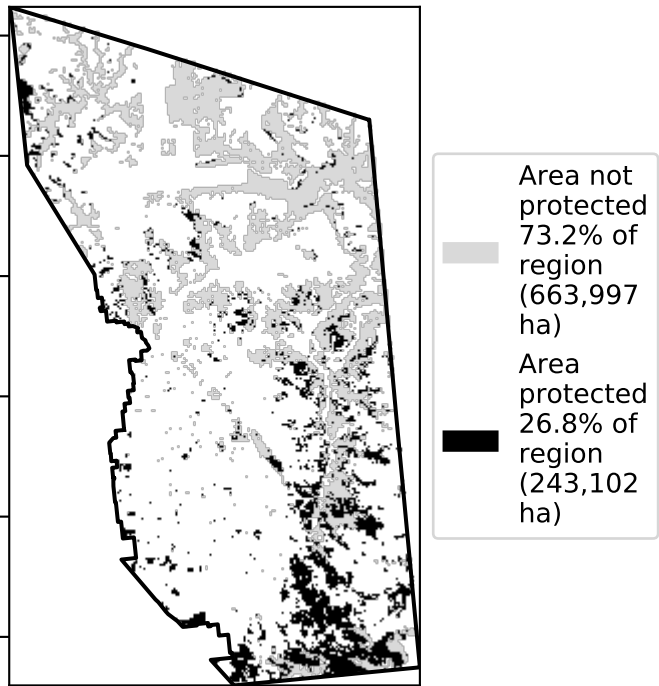 Area not
protected
73.2% of
region
(663,997
ha)
Area
protected
26.8% of
region
(243,102
ha)